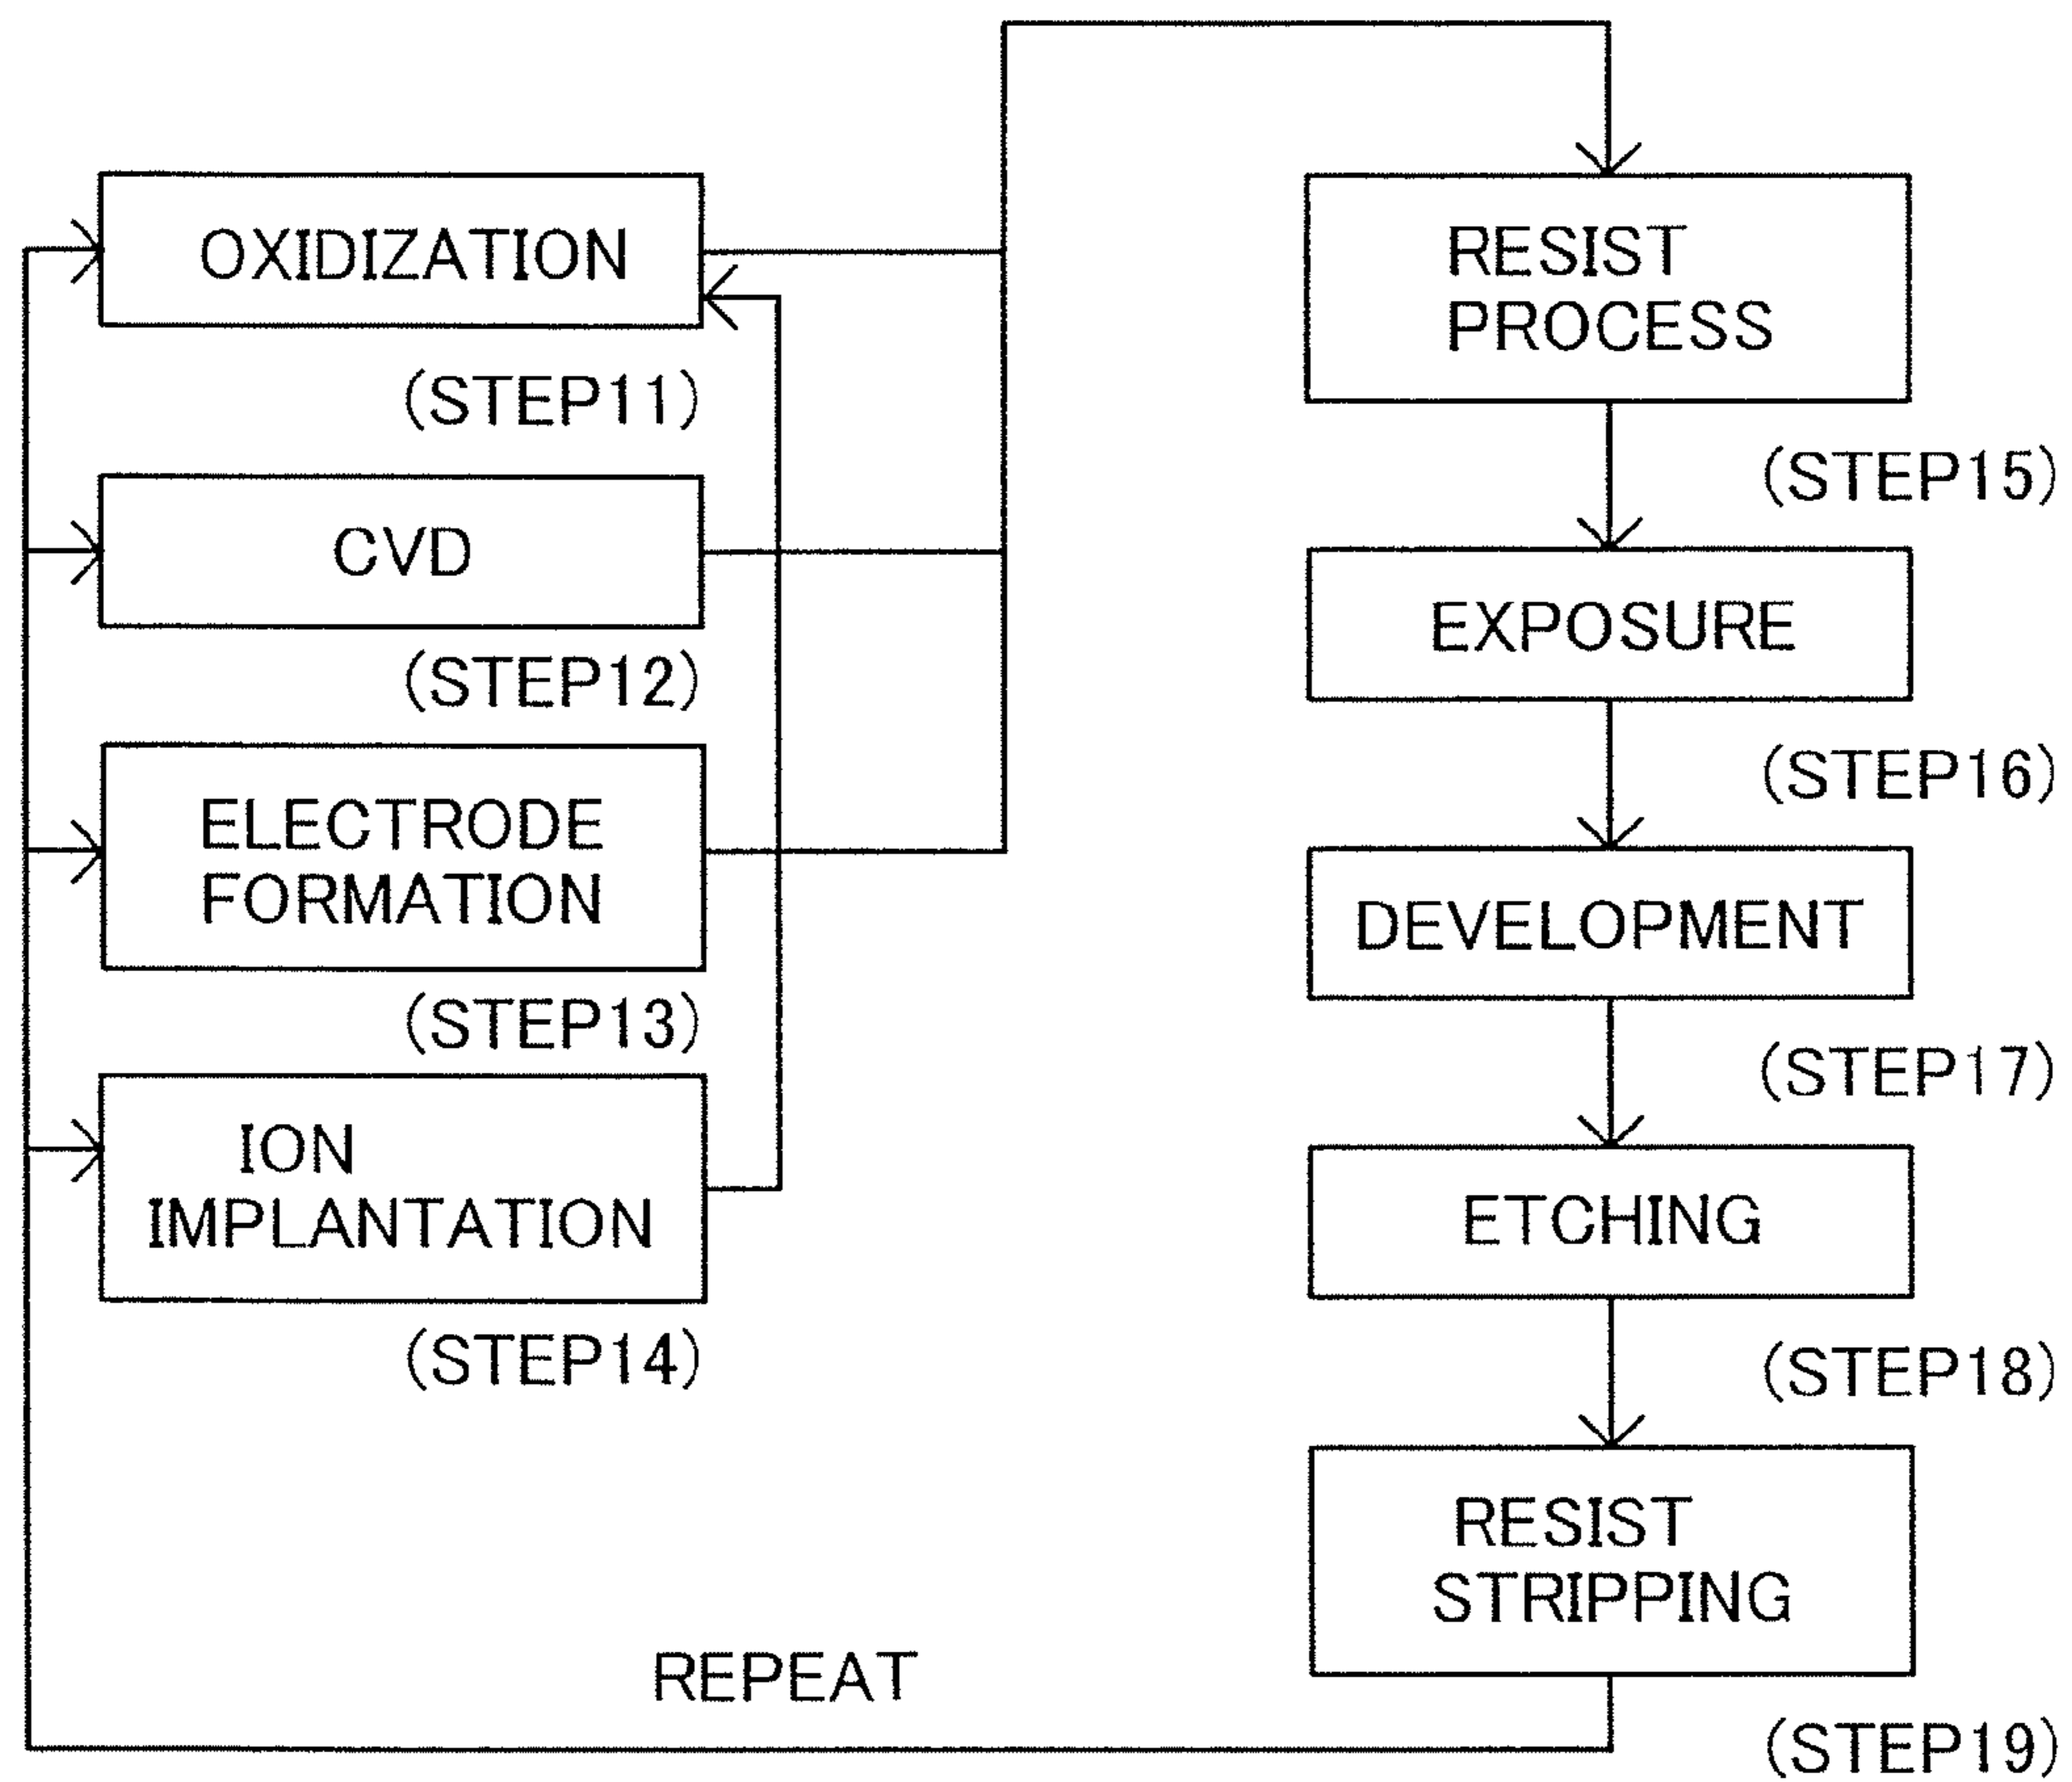 OXIDIZATION
(STEP11)
CVD
(STEP12)
ELECTRODE
FORMATION
(STEP13)
ION
IMPLANTATION
(STEP14)
RESIST
PROCESS
(STEP15)
EXPOSURE
(STEP16)
DEVELOPMENT
(STEP17)
ETCHING
(STEP18)
RESIST
STRIPPING
(STEP19)
REPEAT